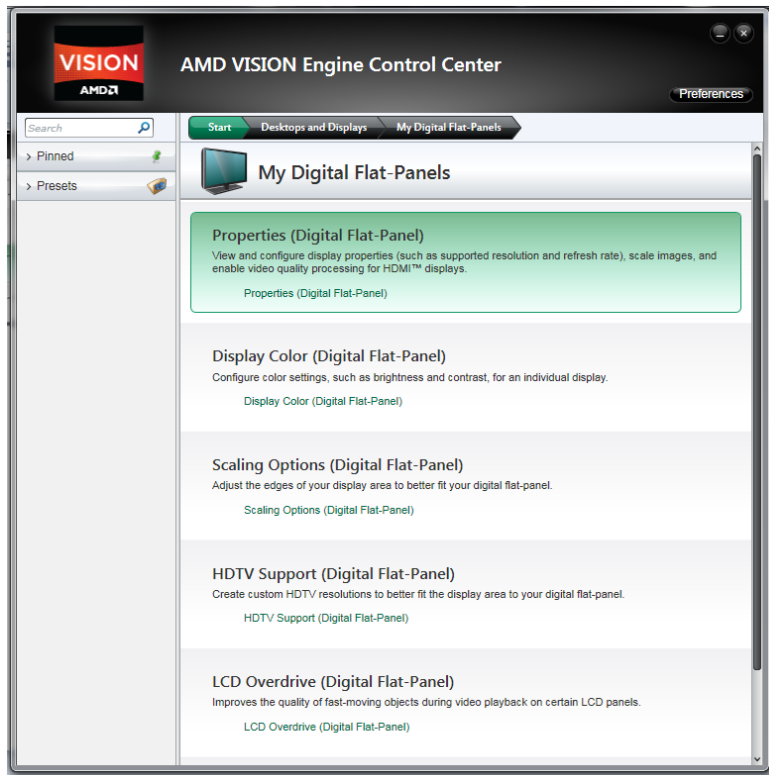 VISION
AMD
AMD VISION Engine Control Center
Preferences
Search
Start Desktops and Displays My Digital Flat-Panels
> Pinned
> Presets
My Digital Flat-Panels
Properties (Digital Flat-Panel)
View and configure display properties (such as supported resolution and refresh rate), scale images, and
enable video quality processing for HDMI™ displays.
Properties (Digital Flat-Panel)
Display Color (Digital Flat-Panel)
Configure color settings, such as brightness and contrast, for an individual display.
Display Color (Digital Flat-Panel)
Scaling Options (Digital Flat-Panel)
Adjust the edges of your display area to better fit your digital flat-panel.
Scaling Options (Digital Flat-Panel)
HDTV Support (Digital Flat-Panel)
Create custom HDTV resolutions to better fit the display area to your digital flat-panel.
HDTV Support (Digital Flat-Panel)
LCD Overdrive (Digital Flat-Panel)
Improves the quality of fast-moving objects during video playback on certain LCD panels.
LCD Overdrive (Digital Flat-Panel)